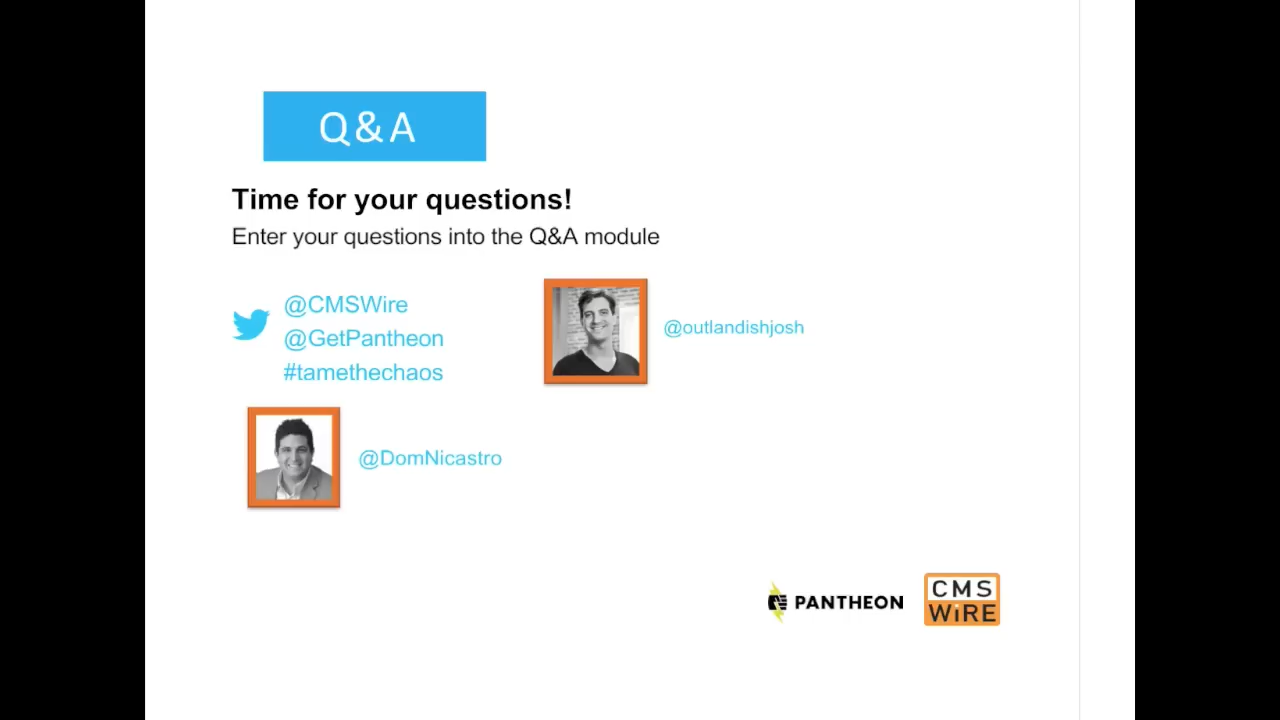 Q&A
Time for your questions!
Enter your questions into the Q&A module
@CMSWire
@GetPantheon
#tamethechaos
@outlandishjosh
@DomNicastro
PANTHEON
CMS
WiRE